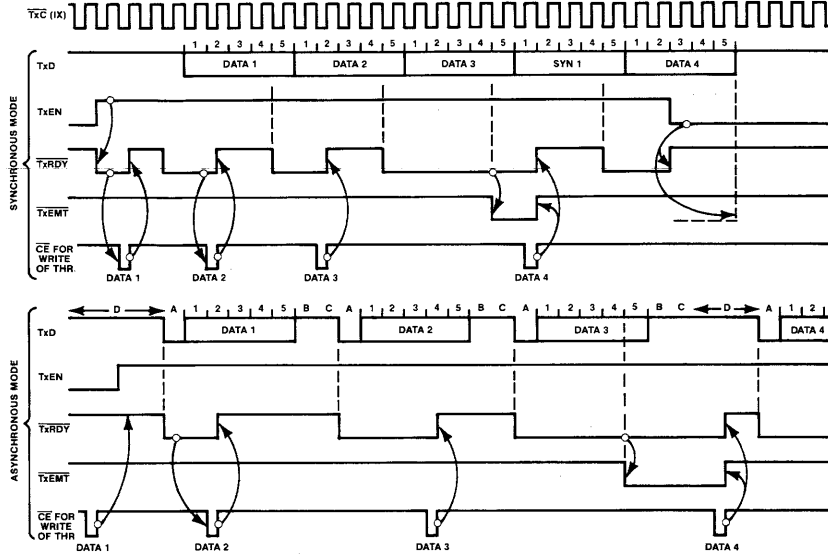 TxC (IX)
SYNCHRONOUS MODE
1 2 3 4 5 1 2 3 4 5 1 2 3 4 5 1 2 3 4 5 1 2 3 4 5
TxD
DATA 1 DATA 2 DATA 3 SYN 1 DATA 4
TxEN
TxRDY
TxEMT
CE FOR
WRITE
OF THR
DATA 1 DATA 2 DATA 3 DATA 4
ASYNCHRONOUS MODE
D A 1 2 3 4 5 B C A 1 2 3 4 5 B C A 1 2 3 4 5 B C D A 1 2
TxD
DATA 1 DATA 2 DATA 3 DATA 4
TxEN
TxRDY
TxEMT
CE FOR
WRITE
OF THR
DATA 1 DATA 2 DATA 3 DATA 4